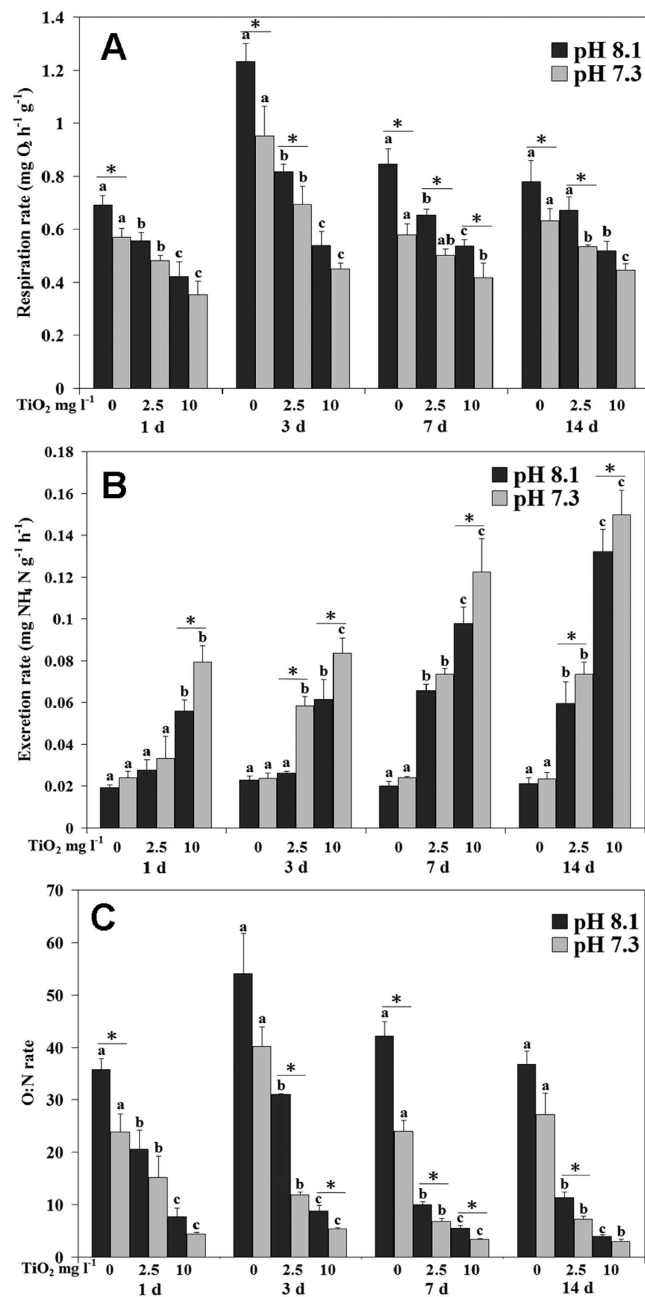 A
pH 8.1
pH 7.3
Respiration rate (mg O₂ h⁻¹ g⁻¹)
1.4
1.2
1
0.8
0.6
0.4
0.2
0
* * * * * * *
a a b b c c
a a b b c c
a a b ab c b
a a a b b c
TiO₂ mg l⁻¹ 0 2.5 10 0 2.5 10 0 2.5 10 0 2.5 10
1 d 3 d 7 d 14 d
B
pH 8.1
pH 7.3
Excretion rate (mg NH₄ N g⁻¹ h⁻¹)
0.18
0.16
0.14
0.12
0.1
0.08
0.06
0.04
0.02
0
* * * * * *
a a a a b b
a a a b b c
a a b b c c
a a b b c c
TiO₂ mg l⁻¹ 0 2.5 10 0 2.5 10 0 2.5 10 0 2.5 10
1 d 3 d 7 d 14 d
C
pH 8.1
pH 7.3
O:N rate
70
60
50
40
30
20
10
0
* * * * * * *
a a b b c c
a a b b c c
a a b b c c
a a b b c b
TiO₂ mg l⁻¹ 0 2.5 10 0 2.5 10 0 2.5 10 0 2.5 10
1 d 3 d 7 d 14 d